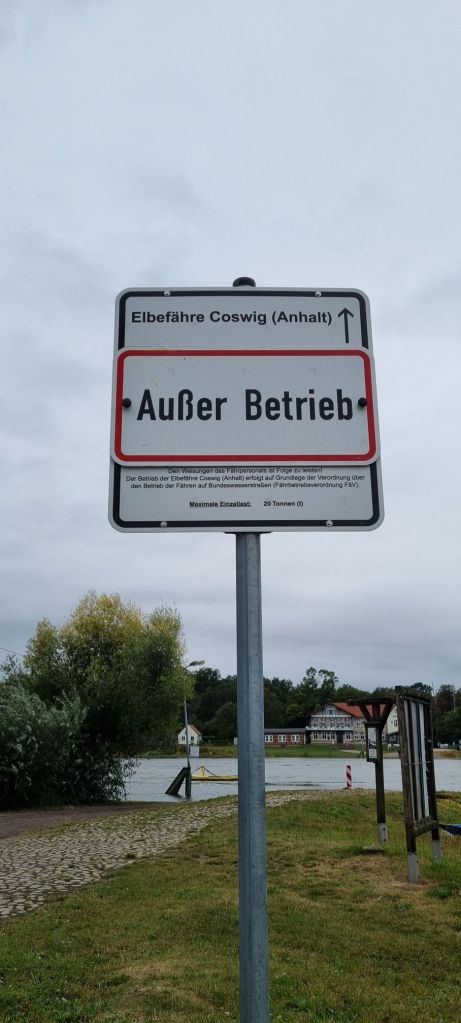 Elbefähre Coswig (Anhalt) ↑
Außer Betrieb
Den Weisungen des Fährpersonals ist Folge zu leisten!
Der Betrieb der Elbefähre Coswig (Anhalt) erfolgt auf Grundlage der Verordnung über
den Betrieb der Fähren auf Bundeswasserstraßen (Fährbetriebsverordnung FäV).
Maximale Einzellast: 20 Tonnen (t)